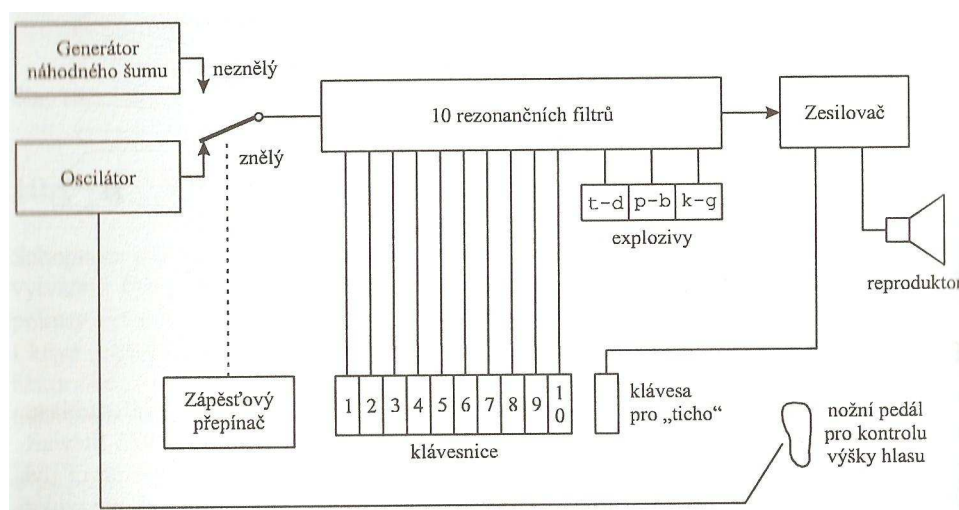 Generátor
náhodného šumu
neznělý
10 rezonančních filtrů
Zesilovač
znělý
Oscilátor
t-d p-b k-g
explozivy
reproduktor
Zápěsťový
přepínač
1 2 3 4 5 6 7 8 9 10
klávesnice
klávesa
pro „ticho“
nožní pedál
pro kontrolu
výšky hlasu